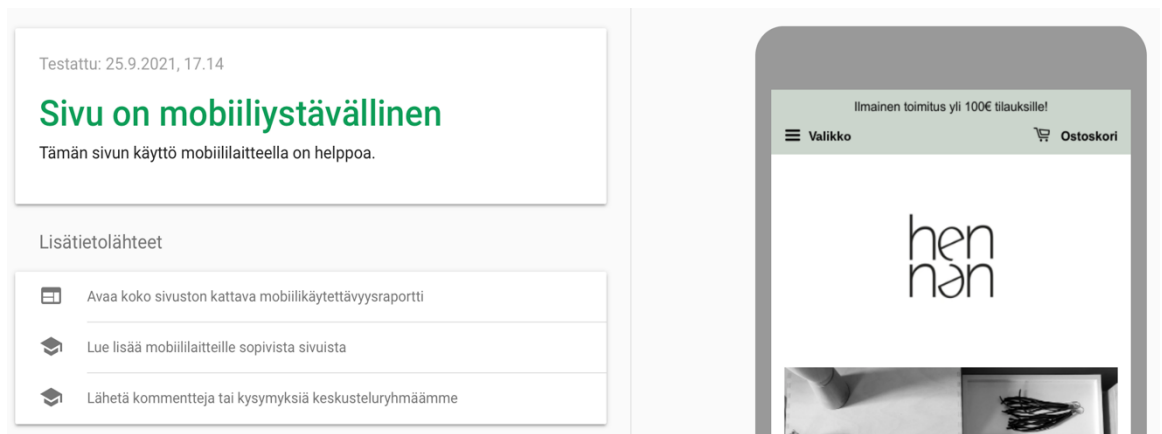 Testattu: 25.9.2021, 17.14
Sivu on mobiiliystävällinen
Tämän sivun käyttö mobiililaitteella on helppoa.
Lisätietolähteet
Avaa koko sivuston kattava mobiilikäytettävyysraportti
Lue lisää mobiililaitteille sopivista sivuista
Lähetä kommentteja tai kysymyksiä keskusteluryhmäämme
Ilmainen toimitus yli 100€ tilauksille!
Valikko Ostoskori
hen
nan